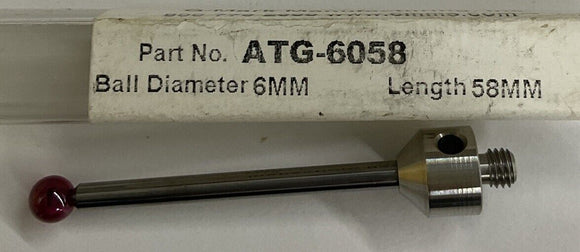 Part No. ATG-6058
Ball Diameter 6MM Length 58MM